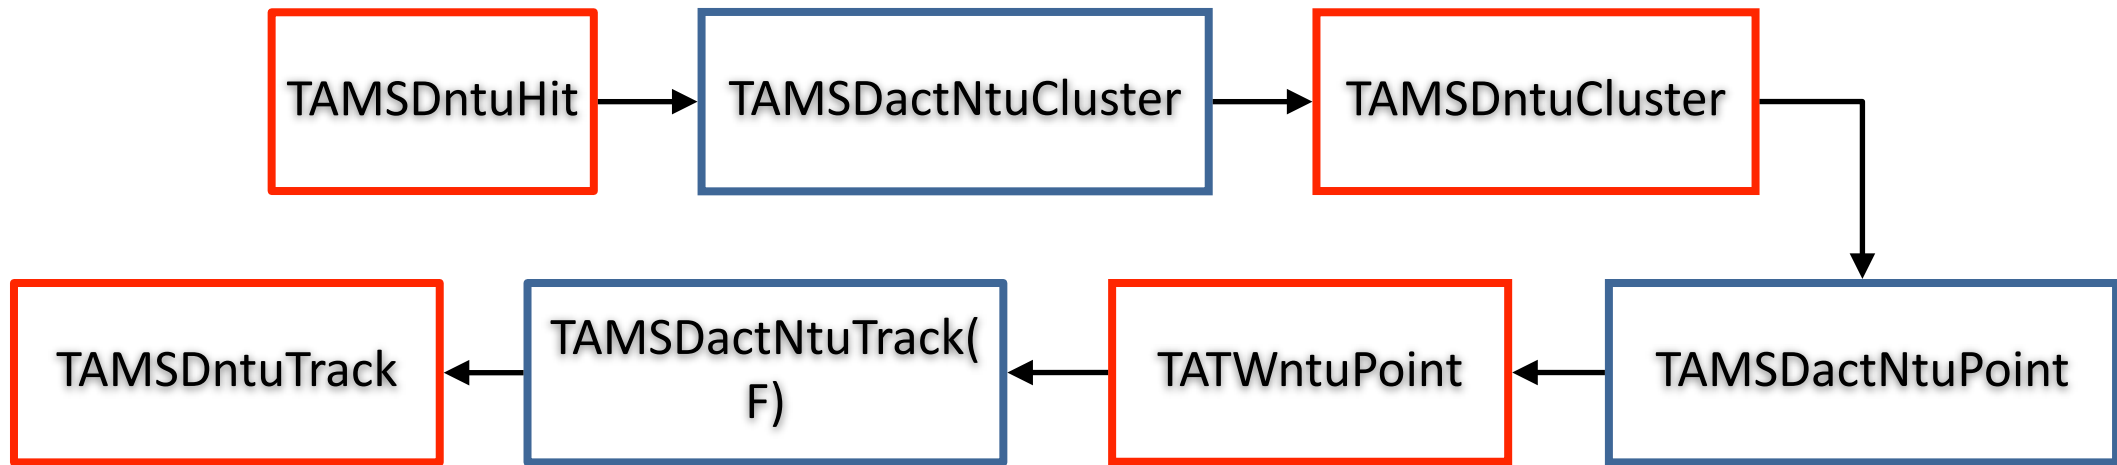 TAMSDntuHit
TAMSDactNtuCluster
TAMSDntuCluster
TAMSDntuTrack
TAMSDactNtuTrack(
F)
TATWntuPoint
TAMSDactNtuPoint